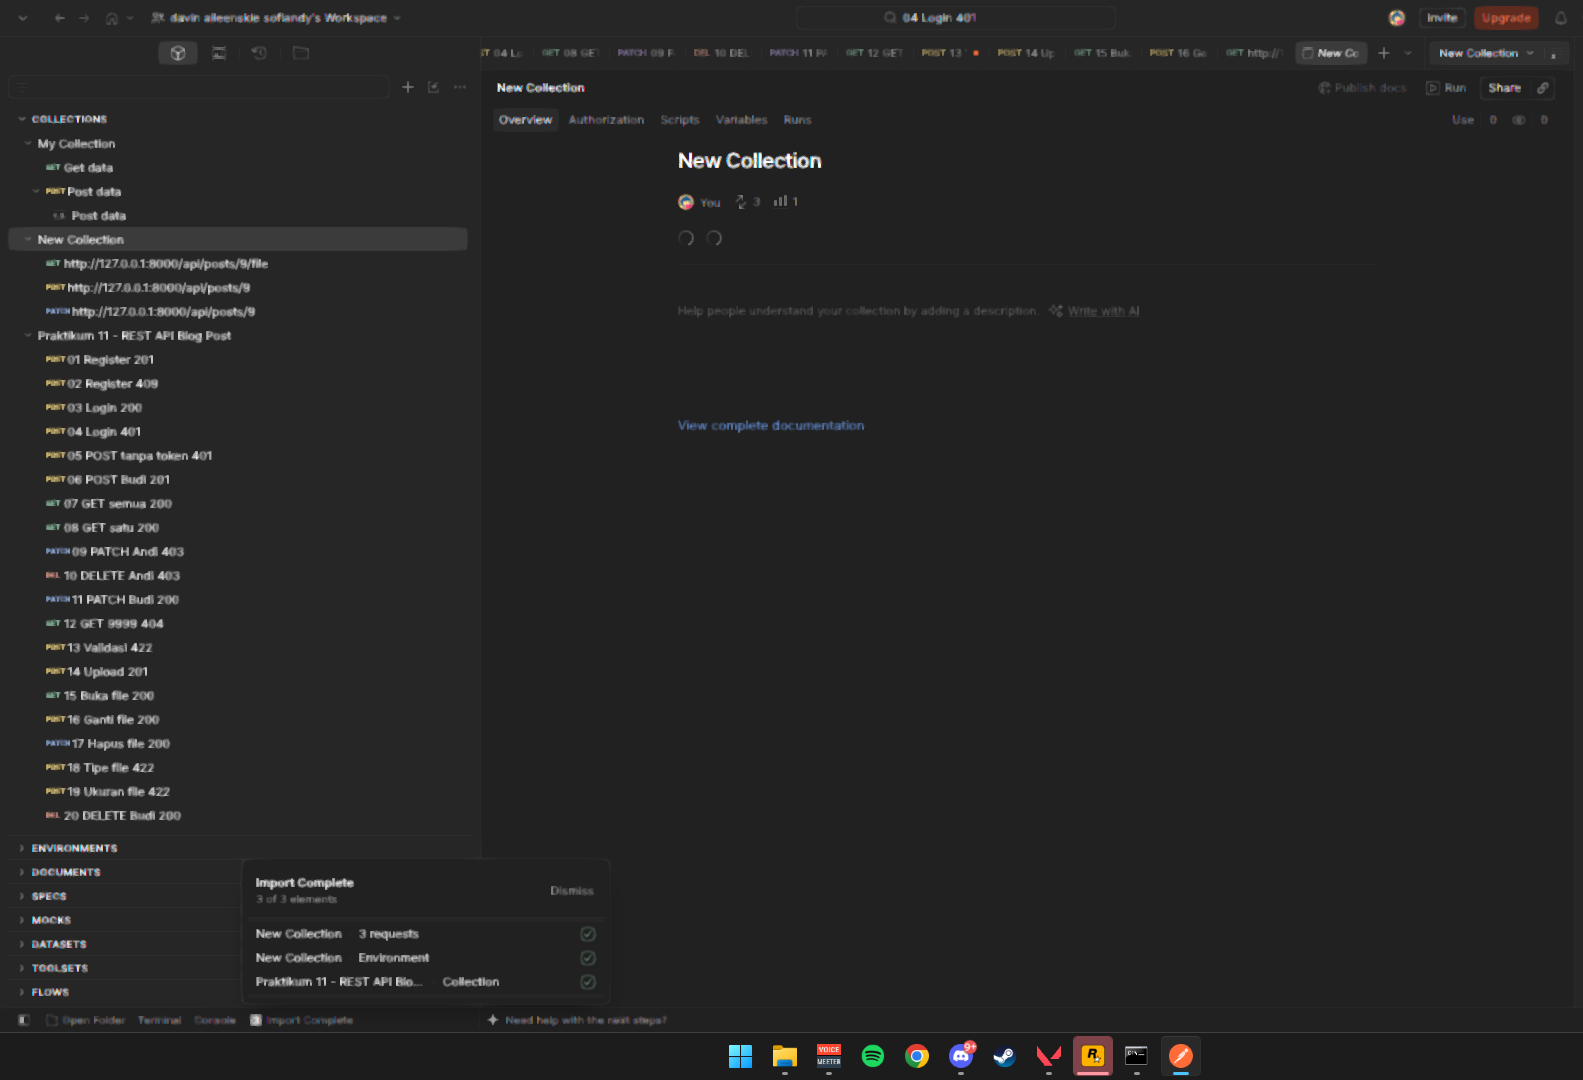 davin alleenskie sofiandy's Workspace
04 Login 401
Invite
Upgrade
GET 08 GE
PATCH 09 F
DEL 10 DEL
PATCH 11 P
GET 12 GET
POST 13
POST 14 Up
GET 15 Buk
POST 16 Ga
GET http://
New Cc
New Collection
New Collection
Publish docs
Run
Share
Overview
Authorization
Scripts
Variables
Runs
Use 0 0
COLLECTIONS
My Collection
GET Get data
POST Post data
Post data
New Collection
GET http://127.0.0.1:8000/api/posts/9/file
POST http://127.0.0.1:8000/api/posts/9
PATCH http://127.0.0.1:8000/api/posts/9
Praktikum 11 - REST API Blog Post
POST 01 Register 201
POST 02 Register 409
POST 03 Login 200
POST 04 Login 401
POST 05 POST tanpa token 401
POST 06 POST Budi 201
GET 07 GET semua 200
GET 08 GET satu 200
PATCH 09 PATCH Andi 403
DEL 10 DELETE Andi 403
PATCH 11 PATCH Budi 200
GET 12 GET 9999 404
POST 13 Validasi 422
POST 14 Upload 201
GET 15 Buka file 200
POST 16 Ganti file 200
PATCH 17 Hapus file 200
POST 18 Tipe file 422
POST 19 Ukuran file 422
DEL 20 DELETE Budi 200
New Collection
You 3 1
Help people understand your collection by adding a description. Write with AI
View complete documentation
ENVIRONMENTS
DOCUMENTS
SPECS
MOCKS
DATASETS
TOOLSETS
FLOWS
Import Complete
3 of 3 elements
Dismiss
New Collection 3 requests
New Collection Environment
Praktikum 11 - REST API Blo... Collection
Open Folder
Terminal
Console
Import Complete
Need help with the next steps?
VOICE
MEETER
9+